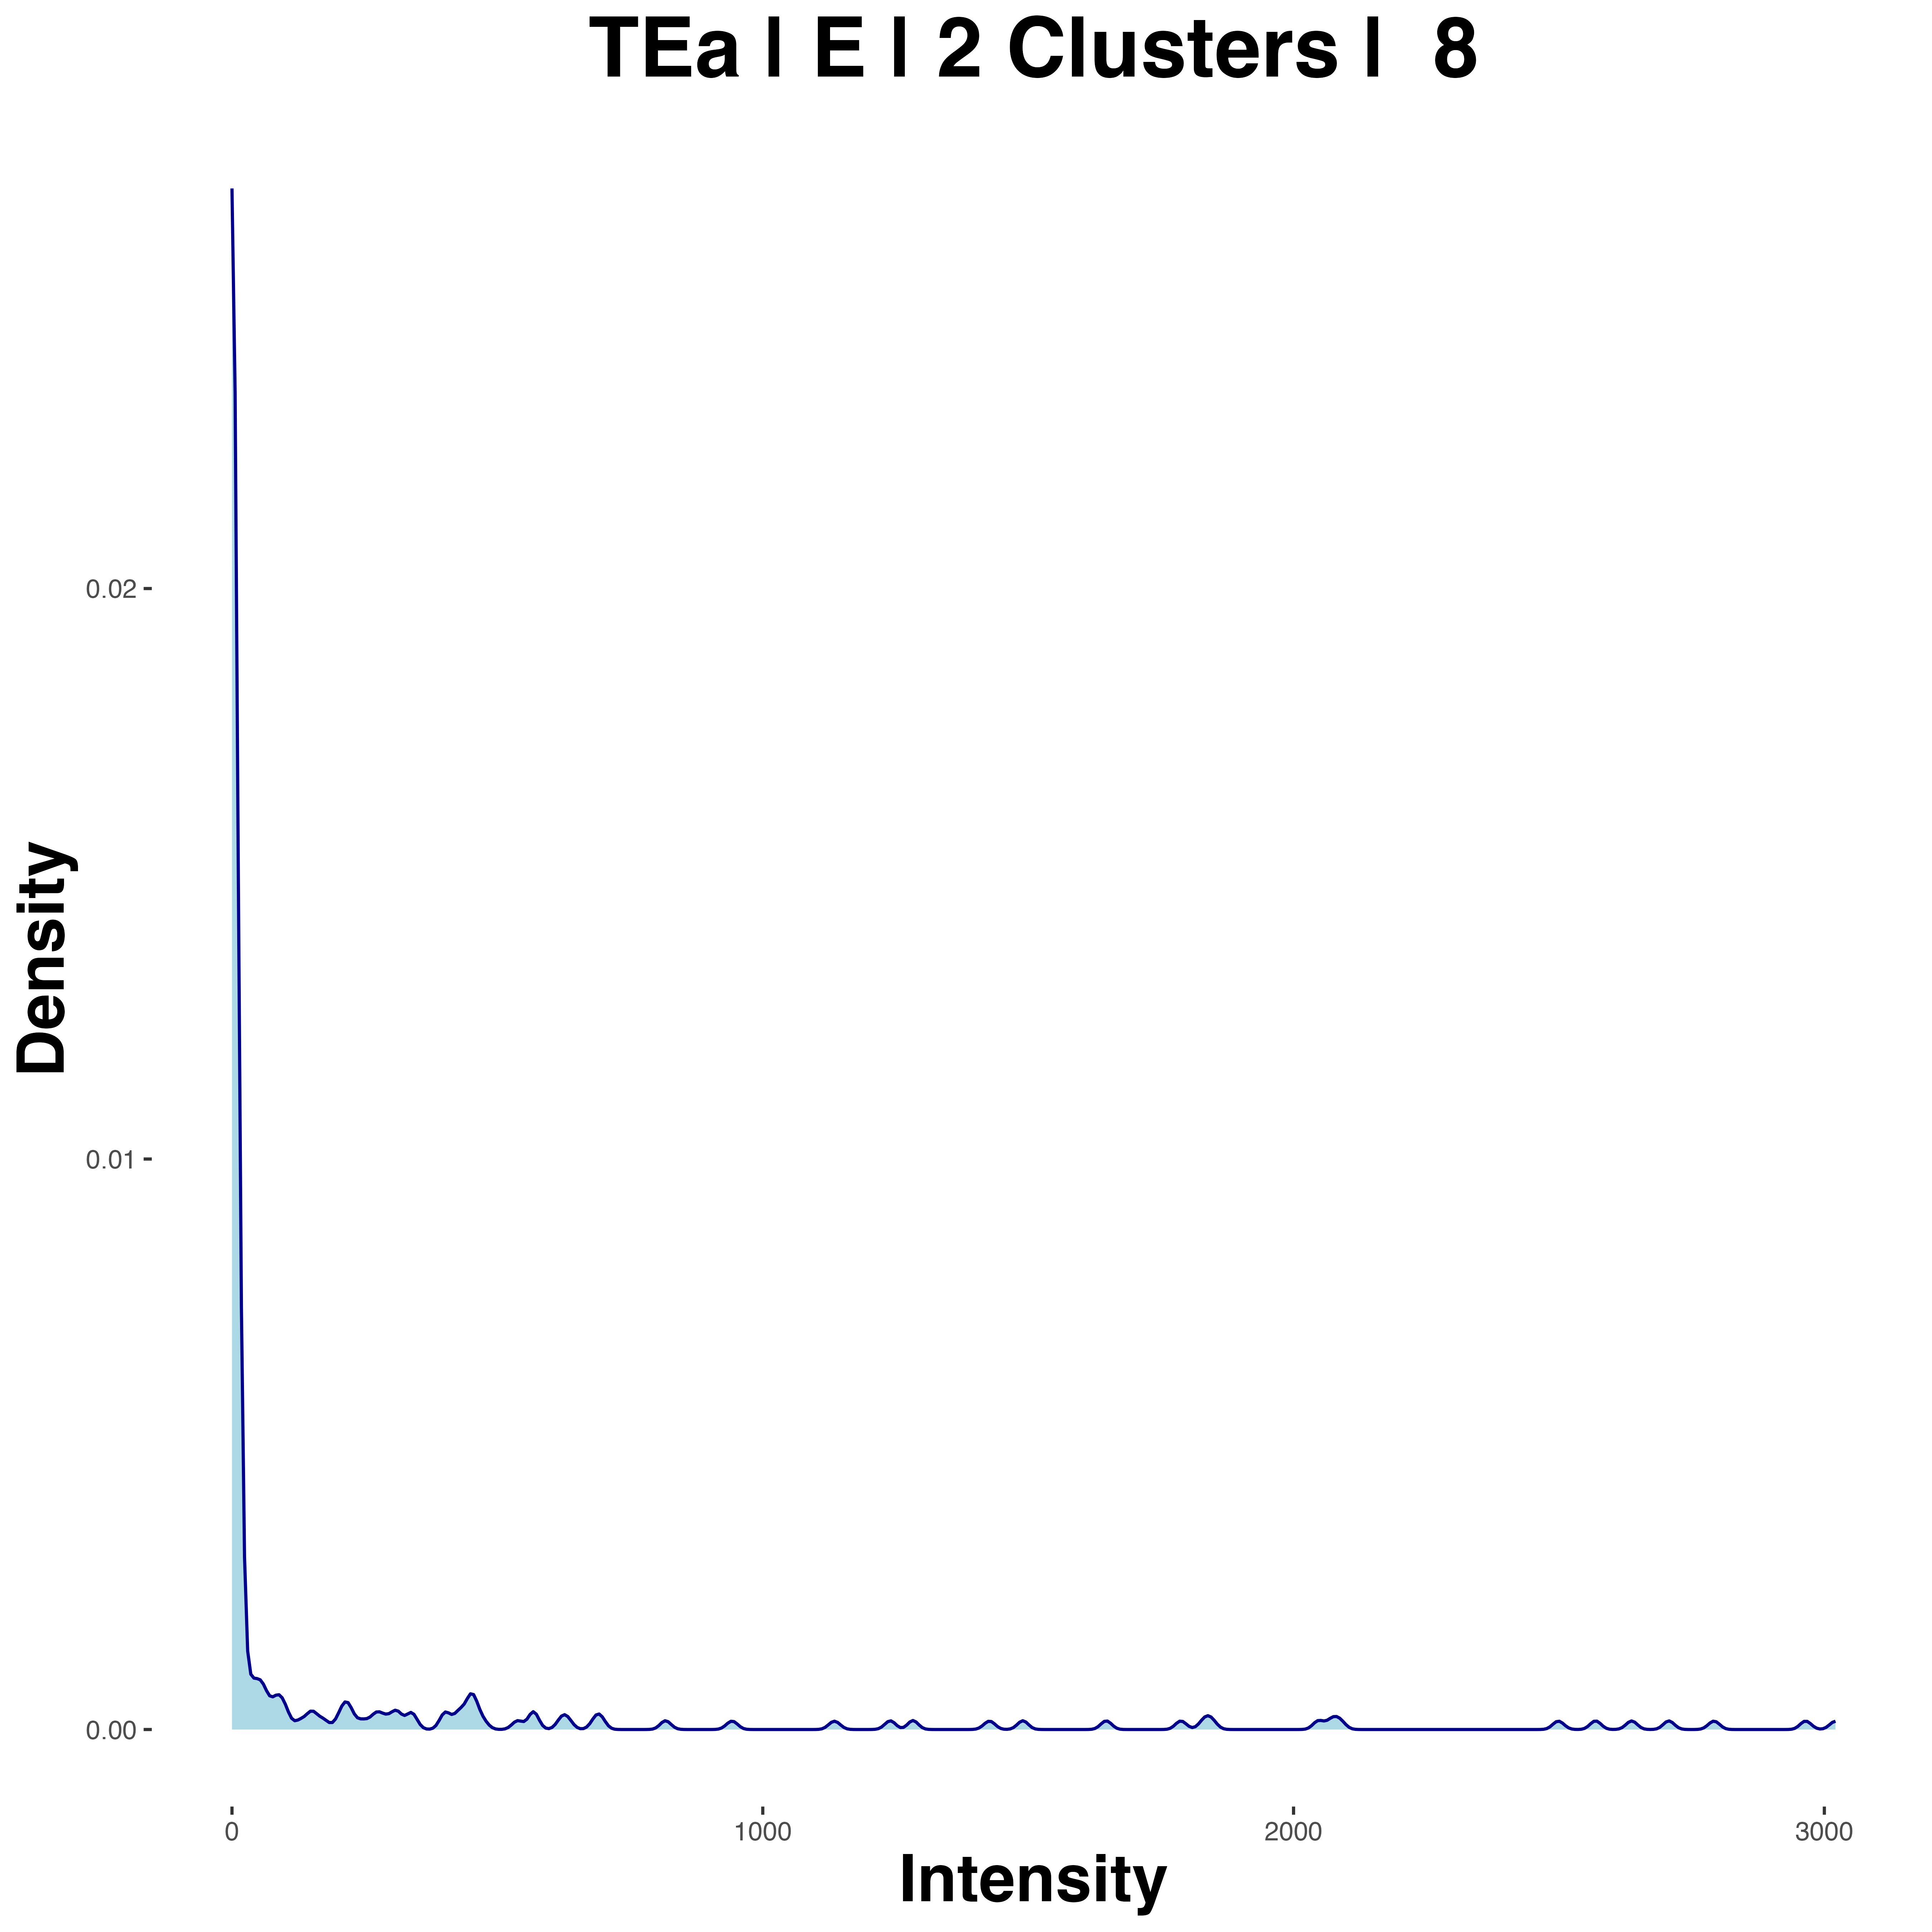 TEa | E | 2 Clusters | 8
0.02
0.01
0.00
Density
0 1000 2000 3000
Intensity